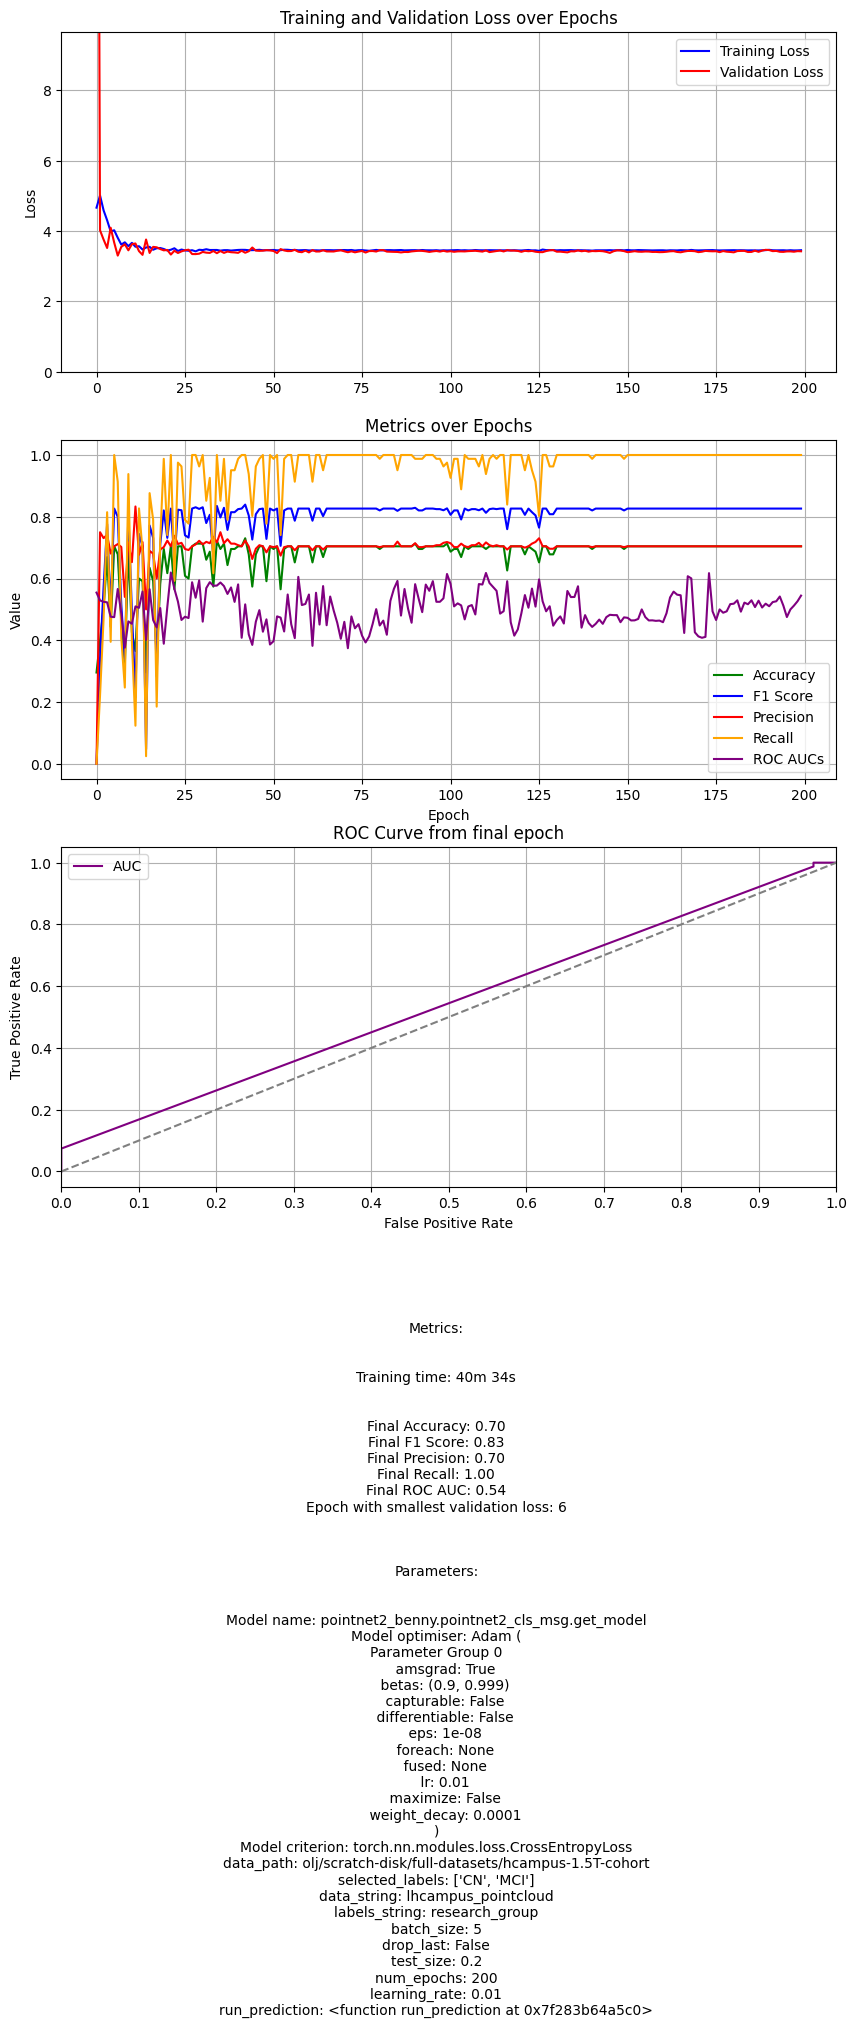 Training and Validation Loss over Epochs
Training Loss
Validation Loss
Loss
8
6
4
2
0
0 25 50 75 100 125 150 175 200
Metrics over Epochs
Value
1.0
0.8
0.6
0.4
0.2
0.0
Accuracy
F1 Score
Precision
Recall
ROC AUCs
0 25 50 75 100 125 150 175 200
Epoch
ROC Curve from final epoch
AUC
True Positive Rate
1.0
0.8
0.6
0.4
0.2
0.0
0.0 0.1 0.2 0.3 0.4 0.5 0.6 0.7 0.8 0.9 1.0
False Positive Rate
Metrics:
Training time: 40m 34s
Final Accuracy: 0.70
Final F1 Score: 0.83
Final Precision: 0.70
Final Recall: 1.00
Final ROC AUC: 0.54
Epoch with smallest validation loss: 6
Parameters:
Model name: pointnet2_benny.pointnet2_cls_msg.get_model
Model optimiser: Adam (
Parameter Group 0
amsgrad: True
betas: (0.9, 0.999)
capturable: False
differentiable: False
eps: 1e-08
foreach: None
fused: None
lr: 0.01
maximize: False
weight_decay: 0.0001
)
Model criterion: torch.nn.modules.loss.CrossEntropyLoss
data_path: olj/scratch-disk/full-datasets/hcampus-1.5T-cohort
selected_labels: ['CN', 'MCI']
data_string: lhcampus_pointcloud
labels_string: research_group
batch_size: 5
drop_last: False
test_size: 0.2
num_epochs: 200
learning_rate: 0.01
run_prediction: <function run_prediction at 0x7f283b64a5c0>